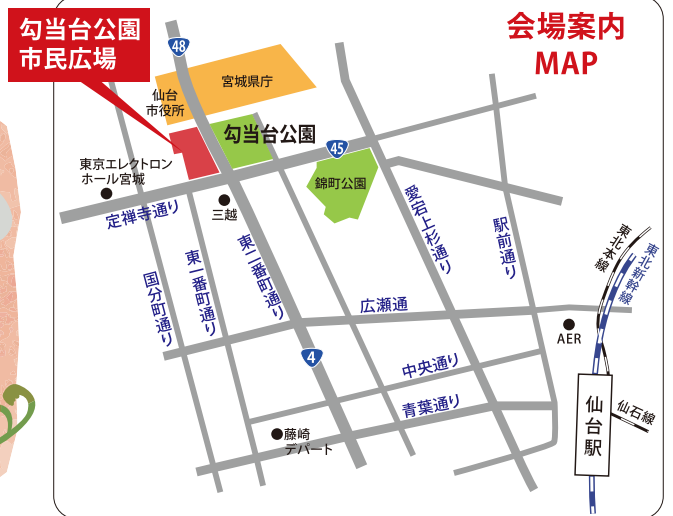 勾当台公園
市民広場
会場案内
MAP
48
宮城県庁
仙台
市役所
勾当台公園
45
東京エレクトロン
ホール宮城
錦町公園
定禅寺通り
三越
愛宕上杉通り
駅前通り
東北本線
東北新幹線
国分町通り
東一番町通り
東二番町通り
広瀬通
AER
4
中央通り
青葉通り
仙台駅
仙石線
藤崎
デパート